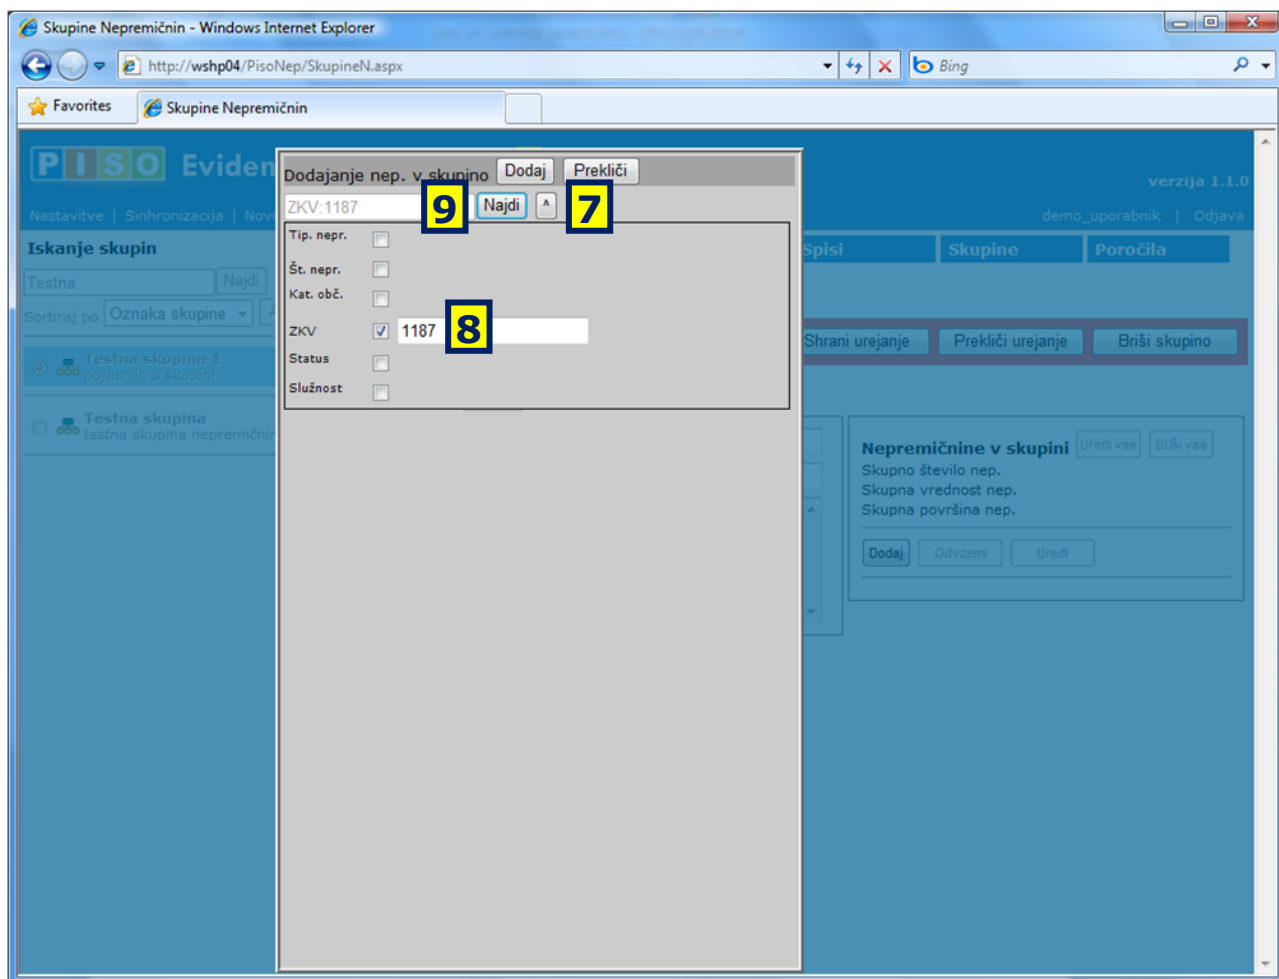 Skupine Nepremičnin - Windows Internet Explorer
http://wshp04/PisoNep/SkupineN.aspx
Bing
Favorites
Skupine Nepremičnin
PISO Eviden
verzija 1.1.0
Nastavitve | Sinhronizacija | Novo
demo_uporabnik | Odjava
Iskanje skupin
Testna
Najdi
Sortiraj po
Oznaka skupine
Testna skupina 1
pojasnilo o skupini
Testna skupina
testna skupina nepremičnin
Dodajanje nep. v skupino
Dodaj
Prekliči
ZKV:1187
9
Najdi
^
7
Tip. nepr.
Št. nepr.
Kat. obč.
ZKV
1187
8
Status
Služnost
Spisi
Skupine
Poročila
Shrani urejanje
Prekliči urejanje
Briši skupino
Nepremičnine v skupini
Uredi vse
Briši vse
Skupno število nep.
Skupna vrednost nep.
Skupna površina nep.
Dodaj
Odvzemi
Uredi